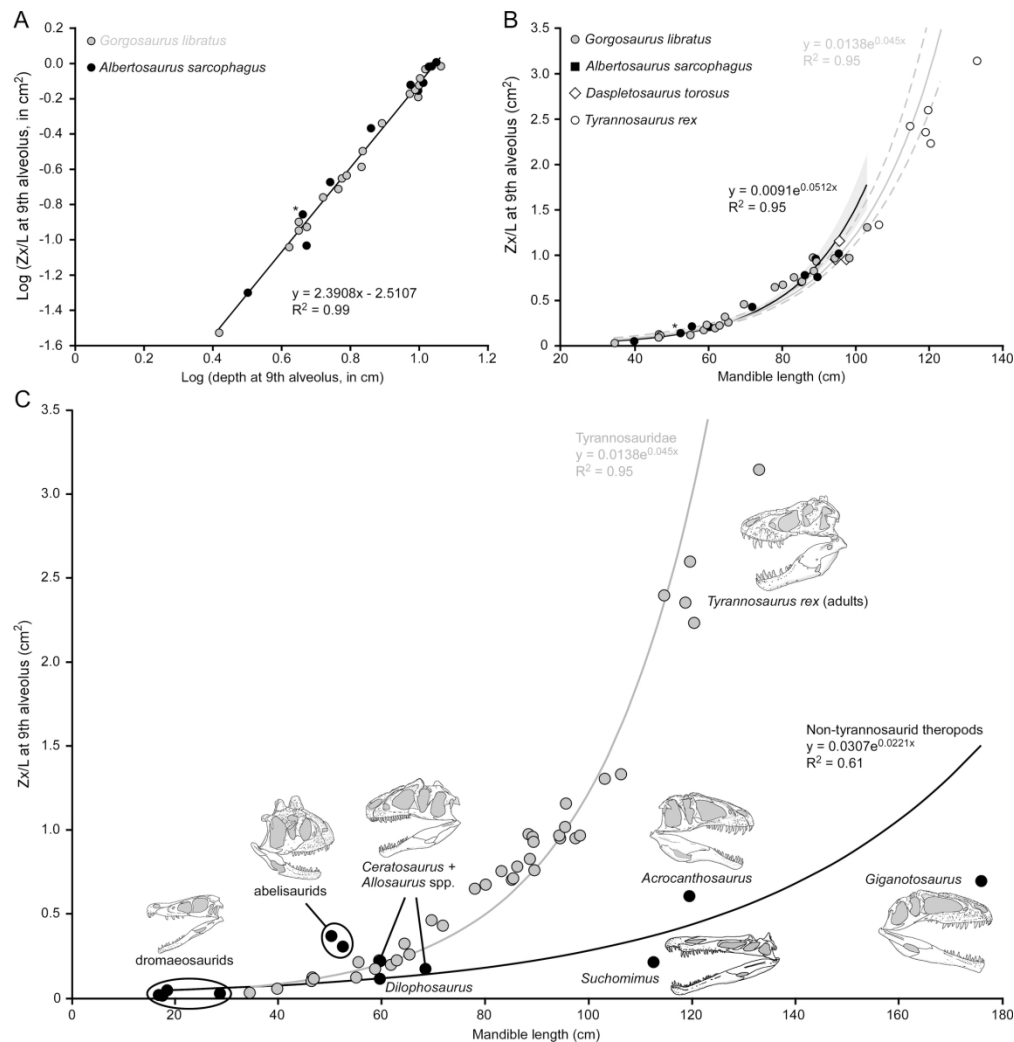 A
0.2
0.0
-0.2
-0.4
-0.6
-0.8
-1.0
-1.2
-1.4
-1.6
Log (Zx/L at 9th alveolus, in cm²)
Gorgosaurus libratus
Albertosaurus sarcophagus
*
y = 2.3908x - 2.5107
R² = 0.99
0 0.2 0.4 0.6 0.8 1.0 1.2
Log (depth at 9th alveolus, in cm)
B
3.5
3.0
2.5
2.0
1.5
1.0
0.5
0
Zx/L at 9th alveolus (cm²)
Gorgosaurus libratus
Albertosaurus sarcophagus
Daspletosaurus torosus
Tyrannosaurus rex
y = 0.0138e^0.045x
R² = 0.95
y = 0.0091e^0.0512x
R² = 0.95
*
20 40 60 80 100 120 140
Mandible length (cm)
C
3.5
3.0
2.5
2.0
1.5
1.0
0.5
0
Zx/L at 9th alveolus (cm²)
Tyrannosauridae
y = 0.0138e^0.045x
R² = 0.95
Tyrannosaurus rex (adults)
Non-tyrannosaurid theropods
y = 0.0307e^0.0221x
R² = 0.61
dromaeosaurids
abelisaurids
Ceratosaurus +
Allosaurus spp.
Dilophosaurus
Acrocanthosaurus
Suchomimus
Giganotosaurus
0 20 40 60 80 100 120 140 160 180
Mandible length (cm)